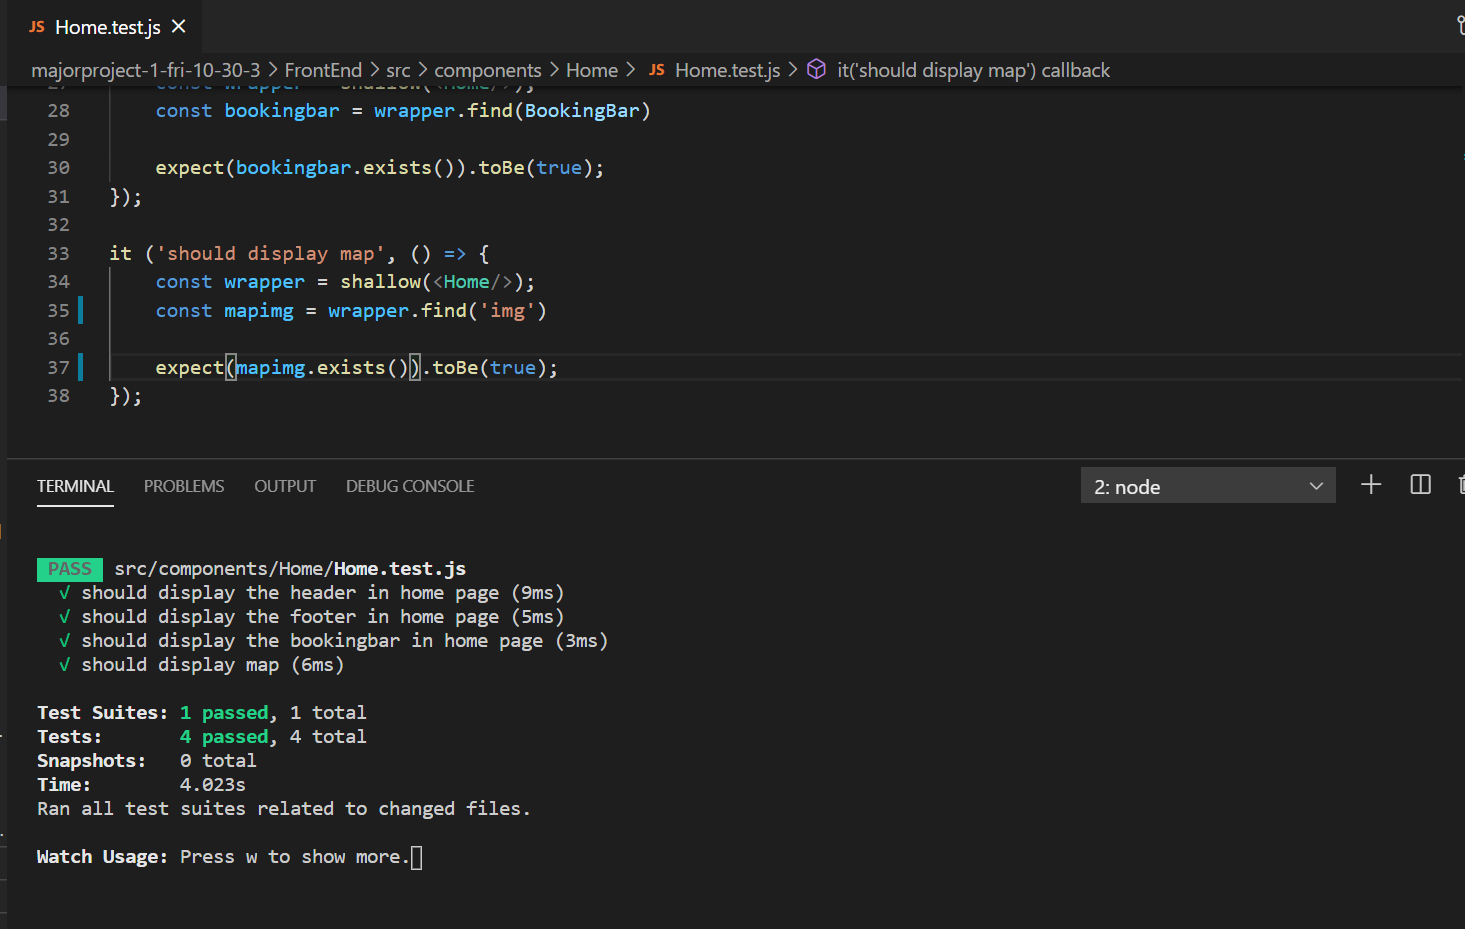 JS Home.test.js
majorproject-1-fri-10-30-3 > FrontEnd > src > components > Home > JS Home.test.js > it('should display map') callback
27 const wrapper = shallow(<Home/>);
28 const bookingbar = wrapper.find(BookingBar)
29
30 expect(bookingbar.exists()).toBe(true);
31 });
32
33 it ('should display map', () => {
34 const wrapper = shallow(<Home/>);
35 const mapimg = wrapper.find('img')
36
37 expect(mapimg.exists()).toBe(true);
38 });
TERMINAL PROBLEMS OUTPUT DEBUG CONSOLE 2: node
PASS src/components/Home/Home.test.js
√ should display the header in home page (9ms)
√ should display the footer in home page (5ms)
√ should display the bookingbar in home page (3ms)
√ should display map (6ms)
Test Suites: 1 passed, 1 total
Tests: 4 passed, 4 total
Snapshots: 0 total
Time: 4.023s
Ran all test suites related to changed files.
Watch Usage: Press w to show more.